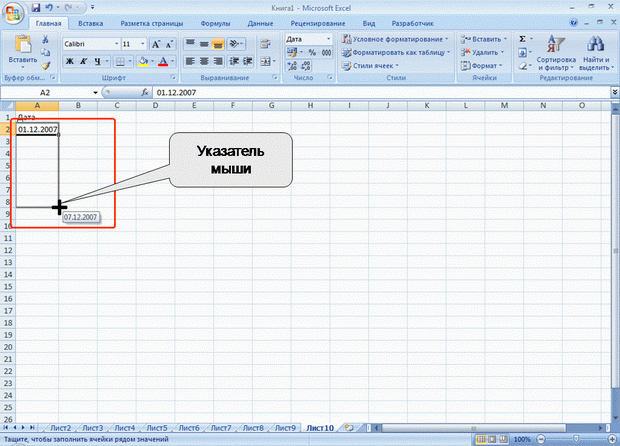 Книга1 - Microsoft Excel
Главная Вставка Разметка страницы Формулы Данные Рецензирование Вид Разработчик
Вставить
Буфер обм...
Calibri 11
Ж К Ч
Шрифт
Выравнивание
Дата
% 000
Число
Условное форматирование
Форматировать как таблицу
Стили ячеек
Стили
Вставить
Удалить
Формат
Ячейки
Σ
Сортировка и фильтр
Найти и выделить
Редактирование
A2 fx 01.12.2007
A B C D E F G H I J K L M N O
1 Дата
2 01.12.2007
3
4
5
6
7
8
9
10
11
12
13
14
15
16
17
18
19
20
21
22
23
24
25
26
Указатель
мыши
07.12.2007
Лист2 Лист3 Лист4 Лист5 Лист6 Лист7 Лист8 Лист9 Лист10
Тащите, чтобы заполнить ячейки рядом значений
100%